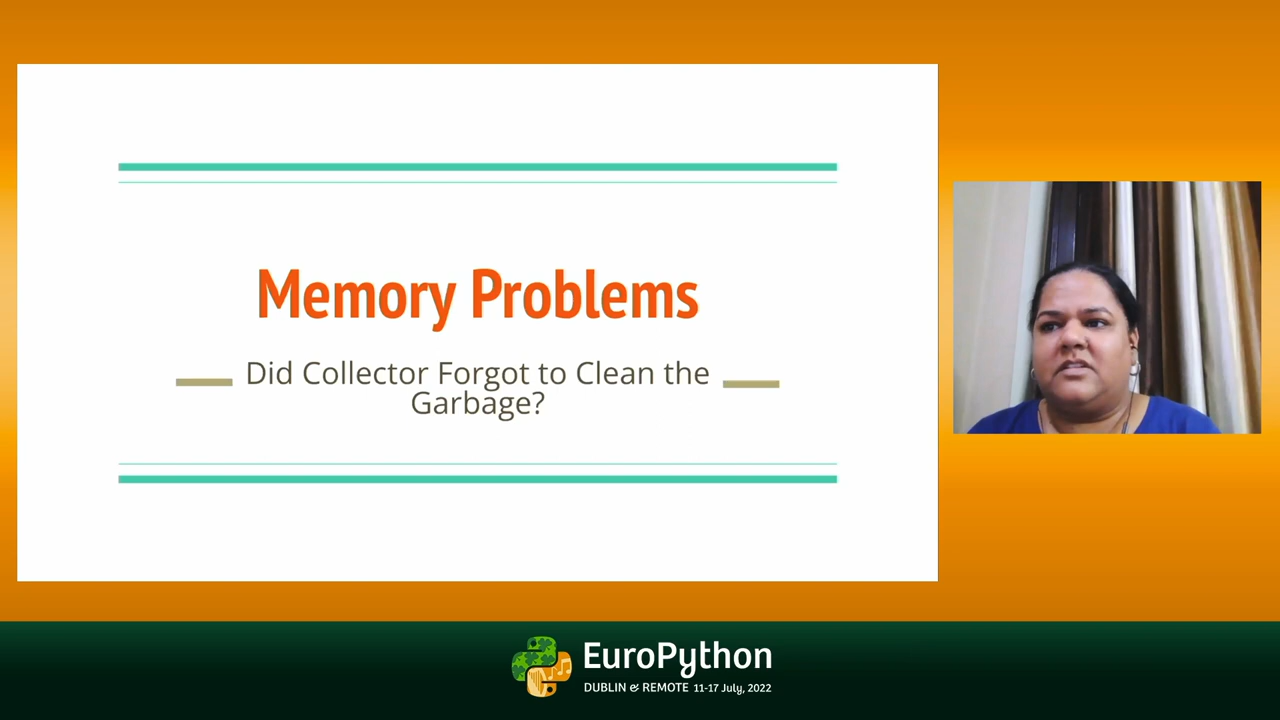 Memory Problems
Did Collector Forgot to Clean the
Garbage?
EuroPython
DUBLIN & REMOTE 11-17 July, 2022